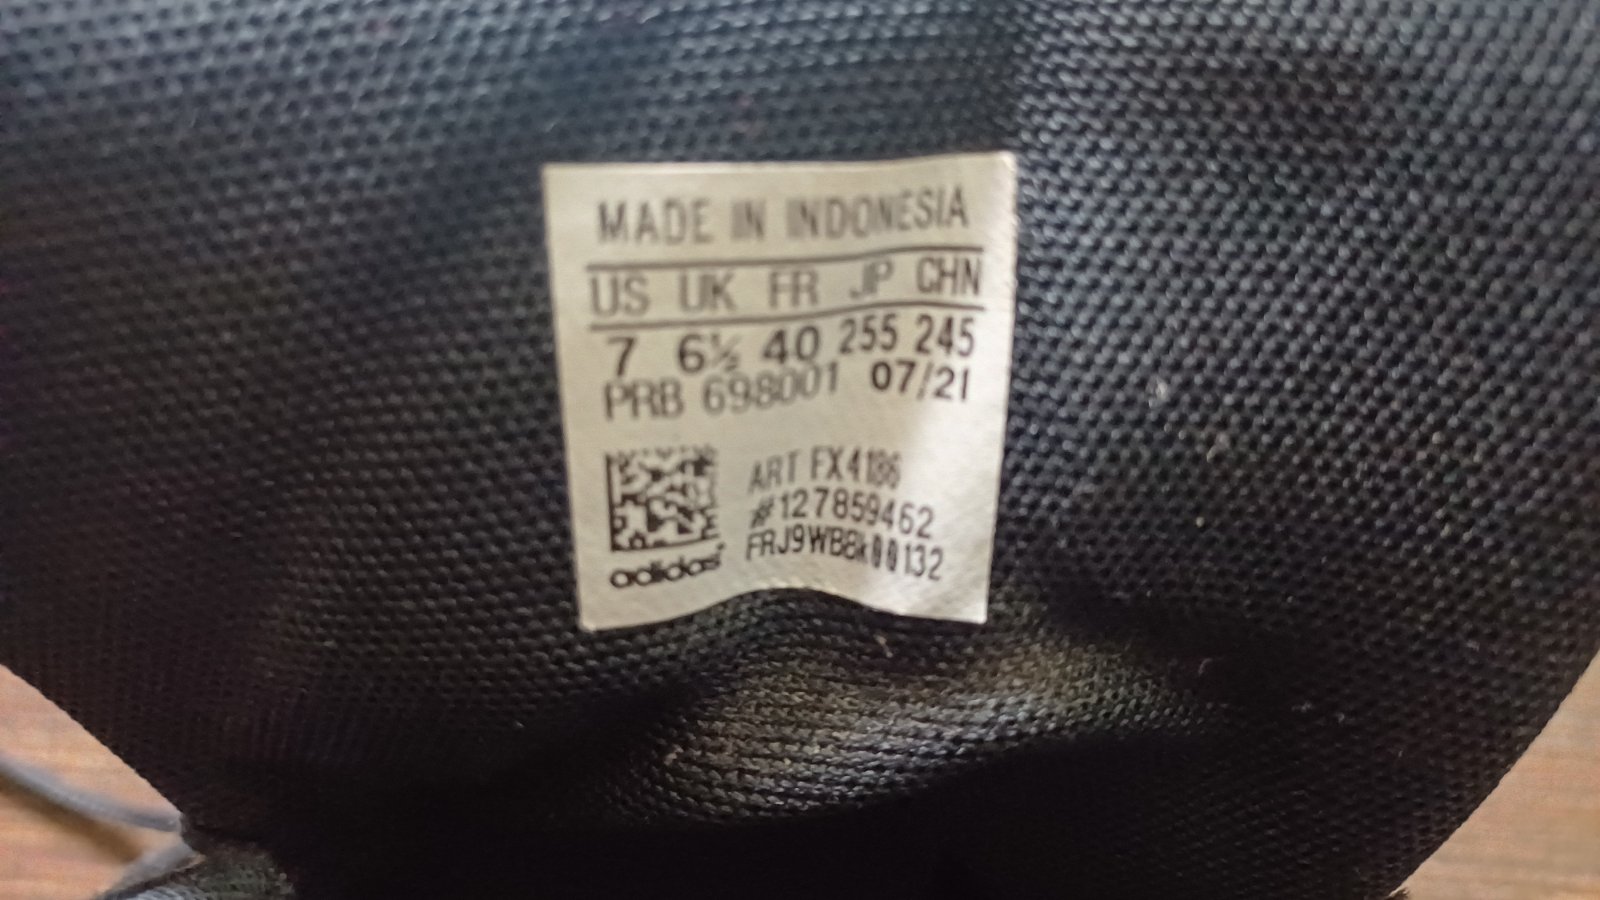 MADE IN INDONESIA
US UK FR JP CHN
7 6½ 40 255 245
PRB 698001 07/21
ART FX4186
#127859462
FRJ9WB8k00132
adidas